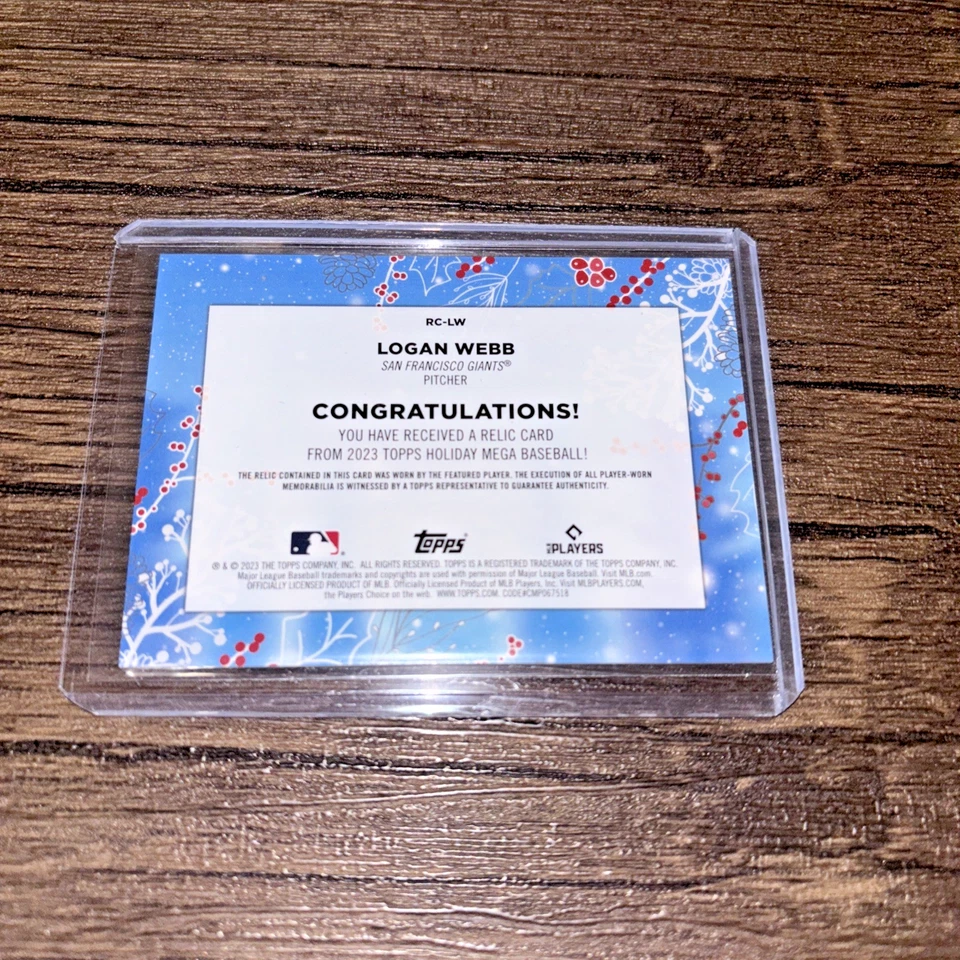 RC-LW
LOGAN WEBB
SAN FRANCISCO GIANTS®
PITCHER
CONGRATULATIONS!
YOU HAVE RECEIVED A RELIC CARD
FROM 2023 TOPPS HOLIDAY MEGA BASEBALL!
THE RELIC CONTAINED IN THIS CARD WAS WORN BY THE FEATURED PLAYER. THE EXECUTION OF ALL PLAYER-WORN
MEMORABILIA IS WITNESSED BY A TOPPS REPRESENTATIVE TO GUARANTEE AUTHENTICITY.
topps PLAYERS
® & © 2023 THE TOPPS COMPANY, INC. ALL RIGHTS RESERVED. TOPPS IS A REGISTERED TRADEMARK OF THE TOPPS COMPANY, INC.
Major League Baseball trademarks and copyrights are used with permission of Major League Baseball. Visit MLB.com.
OFFICIALLY LICENSED PRODUCT OF MLB. Officially Licensed Product of MLB Players, Inc. Visit MLBPLAYERS.COM,
the Players Choice on the web. WWW.TOPPS.COM. CODE#CMP067518